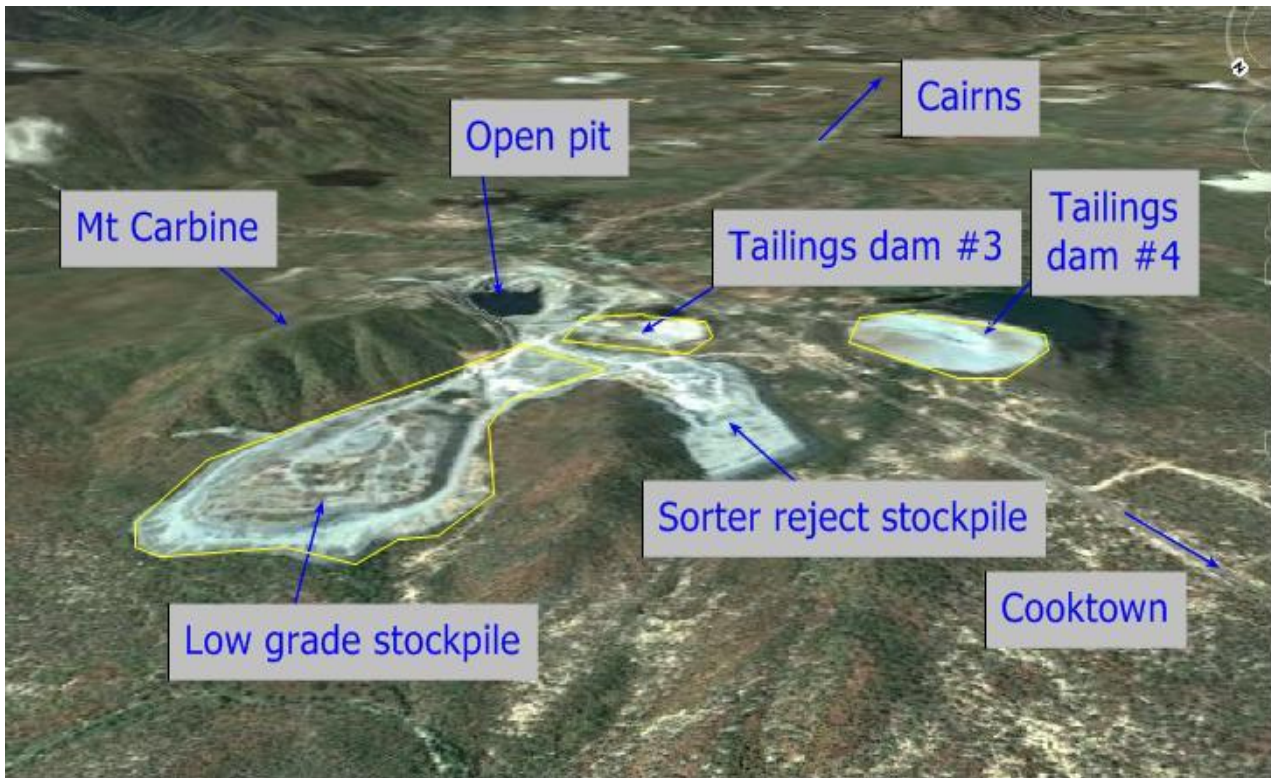 Cairns
Open pit
Mt Carbine
Tailings dam #3
Tailings
dam #4
Sorter reject stockpile
Cooktown
Low grade stockpile
N